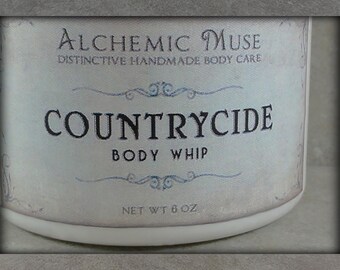 ALCHEMIC MUSE
DISTINCTIVE HANDMADE BODY CARE
COUNTRYCIDE
BODY WHIP
NET WT 6 OZ